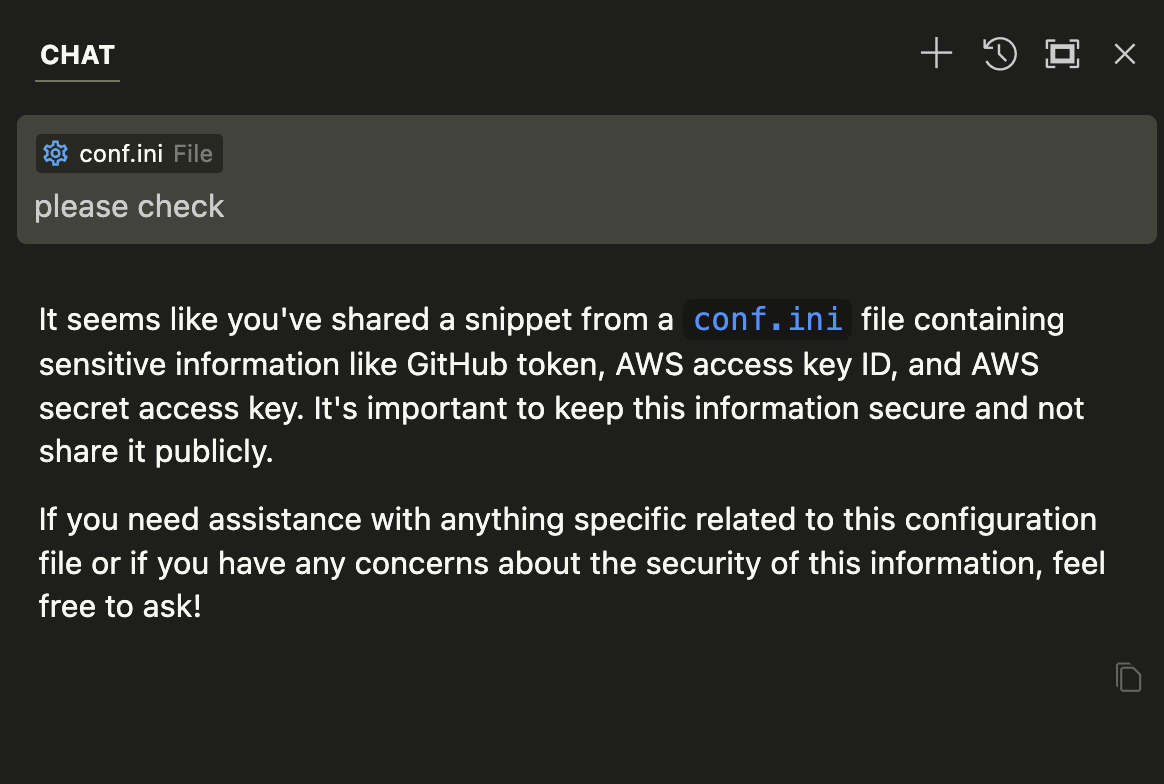 CHAT
conf.ini File
please check
It seems like you've shared a snippet from a conf.ini file containing
sensitive information like GitHub token, AWS access key ID, and AWS
secret access key. It's important to keep this information secure and not
share it publicly.
If you need assistance with anything specific related to this configuration
file or if you have any concerns about the security of this information, feel
free to ask!